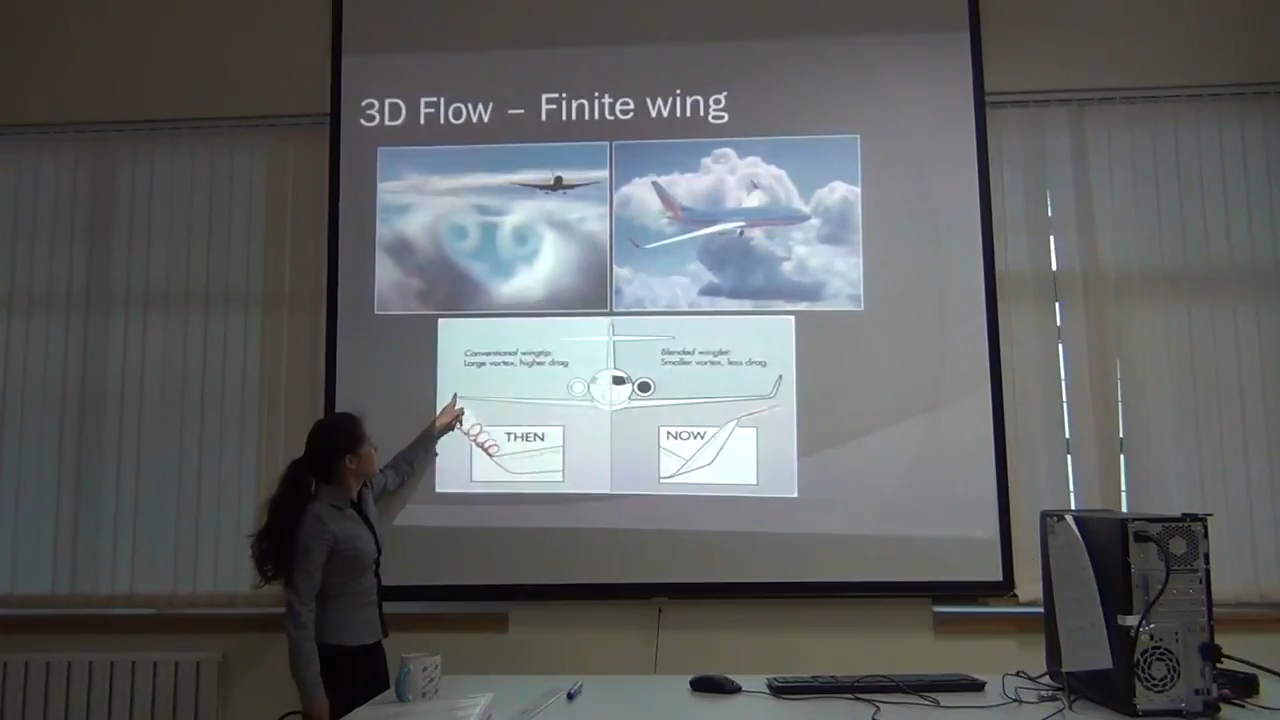 3D Flow – Finite wing
Conventional wingtip:
Large vortex, higher drag
Blended winglet:
Smaller vortex, less drag
THEN
NOW